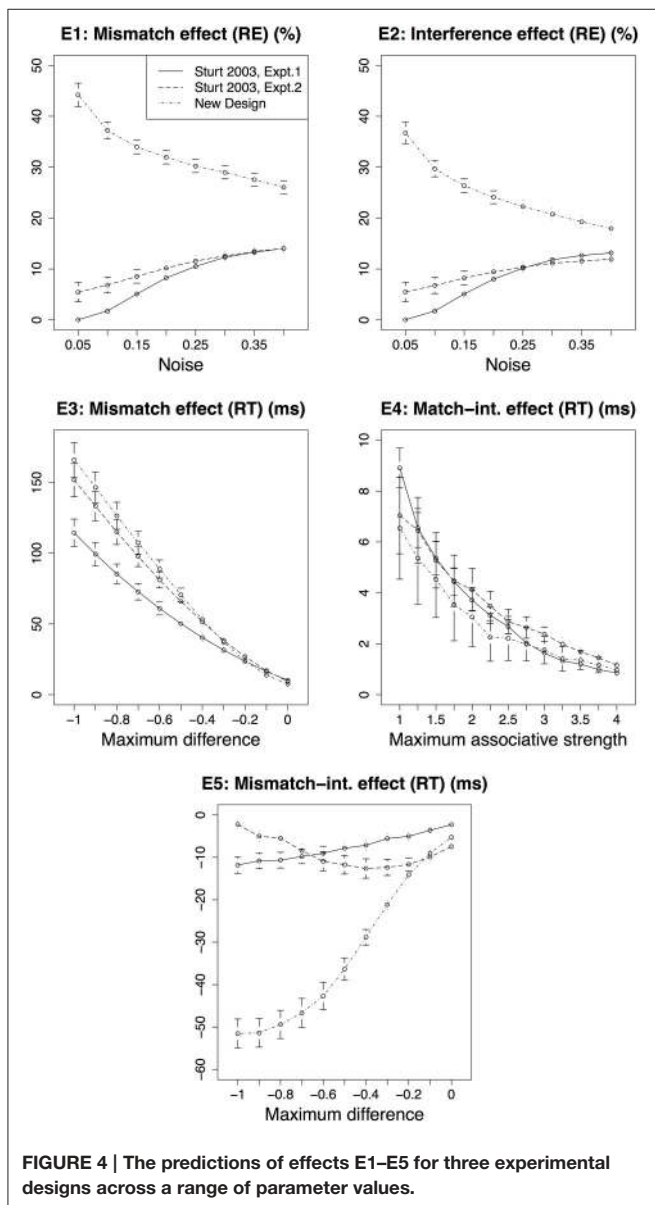 E1: Mismatch effect (RE) (%)
50
40
30
20
10
0
Sturt 2003, Expt.1
Sturt 2003, Expt.2
New Design
0.05 0.15 0.25 0.35
Noise
E2: Interference effect (RE) (%)
50
40
30
20
10
0
0.05 0.15 0.25 0.35
Noise
E3: Mismatch effect (RT) (ms)
150
100
50
0
−1 −0.8 −0.6 −0.4 −0.2 0
Maximum difference
E4: Match−int. effect (RT) (ms)
10
8
6
4
2
0
1 1.5 2 2.5 3 3.5 4
Maximum associative strength
E5: Mismatch−int. effect (RT) (ms)
0
−10
−20
−30
−40
−50
−60
−1 −0.8 −0.6 −0.4 −0.2 0
Maximum difference
FIGURE 4 | The predictions of effects E1–E5 for three experimental
designs across a range of parameter values.